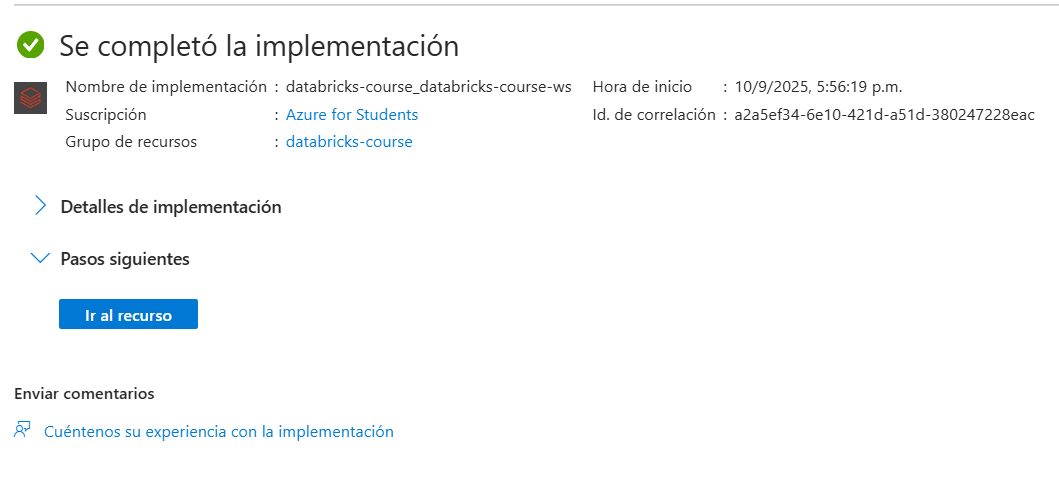 Se completó la implementación
Nombre de implementación : databricks-course_databricks-course-ws
Suscripción : Azure for Students
Grupo de recursos : databricks-course
Hora de inicio : 10/9/2025, 5:56:19 p.m.
Id. de correlación : a2a5ef34-6e10-421d-a51d-380247228eac
Detalles de implementación
Pasos siguientes
Ir al recurso
Enviar comentarios
Cuéntenos su experiencia con la implementación